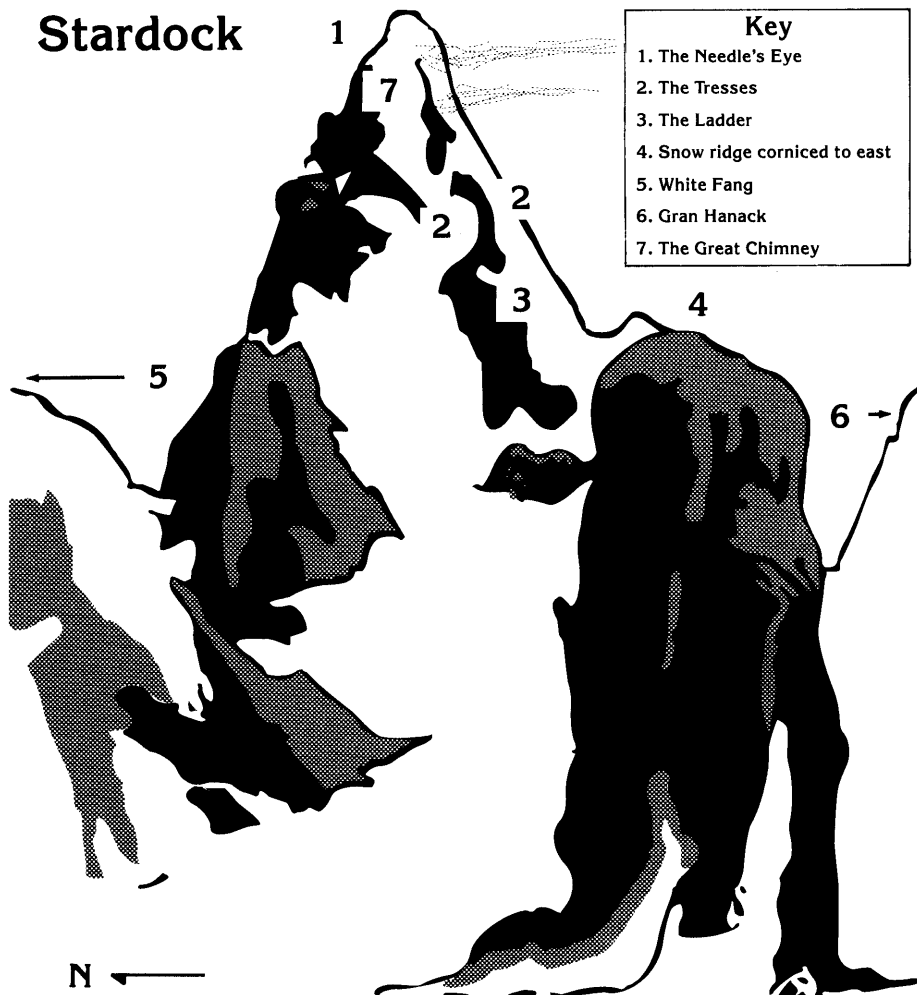 Stardock
Key
1. The Needle's Eye
2. The Tresses
3. The Ladder
4. Snow ridge corniced to east
5. White Fang
6. Gran Hanack
7. The Great Chimney
1
7
2
2
3
4
5
6
N